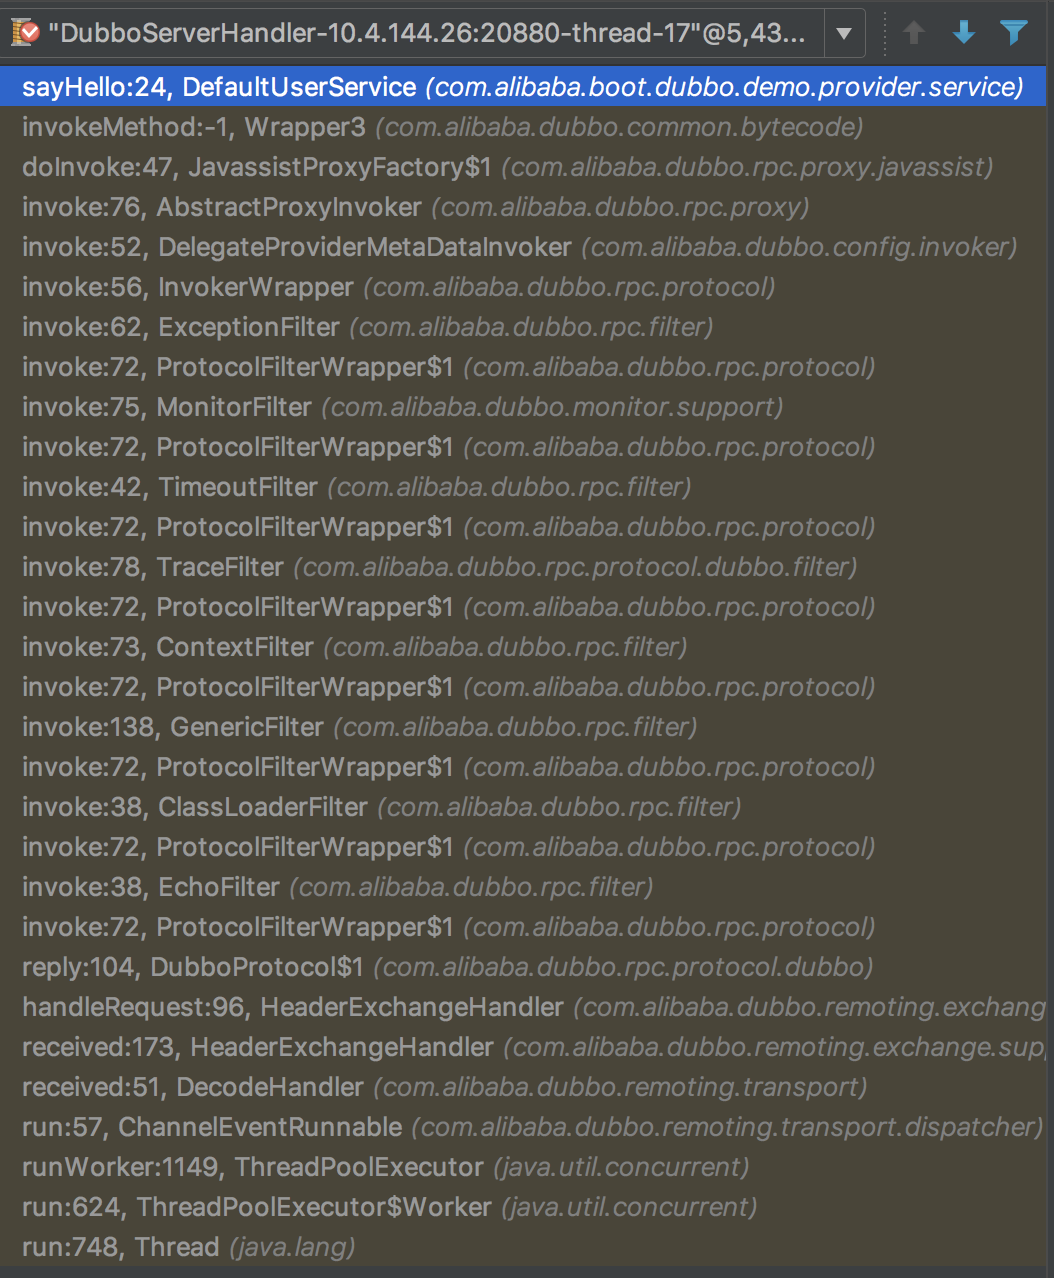 "DubboServerHandler-10.4.144.26:20880-thread-17"@5,43...
sayHello:24, DefaultUserService (com.alibaba.boot.dubbo.demo.provider.service)
invokeMethod:-1, Wrapper3 (com.alibaba.dubbo.common.bytecode)
doInvoke:47, JavassistProxyFactory$1 (com.alibaba.dubbo.rpc.proxy.javassist)
invoke:76, AbstractProxyInvoker (com.alibaba.dubbo.rpc.proxy)
invoke:52, DelegateProviderMetaDataInvoker (com.alibaba.dubbo.config.invoker)
invoke:56, InvokerWrapper (com.alibaba.dubbo.rpc.protocol)
invoke:62, ExceptionFilter (com.alibaba.dubbo.rpc.filter)
invoke:72, ProtocolFilterWrapper$1 (com.alibaba.dubbo.rpc.protocol)
invoke:75, MonitorFilter (com.alibaba.dubbo.monitor.support)
invoke:72, ProtocolFilterWrapper$1 (com.alibaba.dubbo.rpc.protocol)
invoke:42, TimeoutFilter (com.alibaba.dubbo.rpc.filter)
invoke:72, ProtocolFilterWrapper$1 (com.alibaba.dubbo.rpc.protocol)
invoke:78, TraceFilter (com.alibaba.dubbo.rpc.protocol.dubbo.filter)
invoke:72, ProtocolFilterWrapper$1 (com.alibaba.dubbo.rpc.protocol)
invoke:73, ContextFilter (com.alibaba.dubbo.rpc.filter)
invoke:72, ProtocolFilterWrapper$1 (com.alibaba.dubbo.rpc.protocol)
invoke:138, GenericFilter (com.alibaba.dubbo.rpc.filter)
invoke:72, ProtocolFilterWrapper$1 (com.alibaba.dubbo.rpc.protocol)
invoke:38, ClassLoaderFilter (com.alibaba.dubbo.rpc.filter)
invoke:72, ProtocolFilterWrapper$1 (com.alibaba.dubbo.rpc.protocol)
invoke:38, EchoFilter (com.alibaba.dubbo.rpc.filter)
invoke:72, ProtocolFilterWrapper$1 (com.alibaba.dubbo.rpc.protocol)
reply:104, DubboProtocol$1 (com.alibaba.dubbo.rpc.protocol.dubbo)
handleRequest:96, HeaderExchangeHandler (com.alibaba.dubbo.remoting.exchang
received:173, HeaderExchangeHandler (com.alibaba.dubbo.remoting.exchange.sup
received:51, DecodeHandler (com.alibaba.dubbo.remoting.transport)
run:57, ChannelEventRunnable (com.alibaba.dubbo.remoting.transport.dispatcher)
runWorker:1149, ThreadPoolExecutor (java.util.concurrent)
run:624, ThreadPoolExecutor$Worker (java.util.concurrent)
run:748, Thread (java.lang)